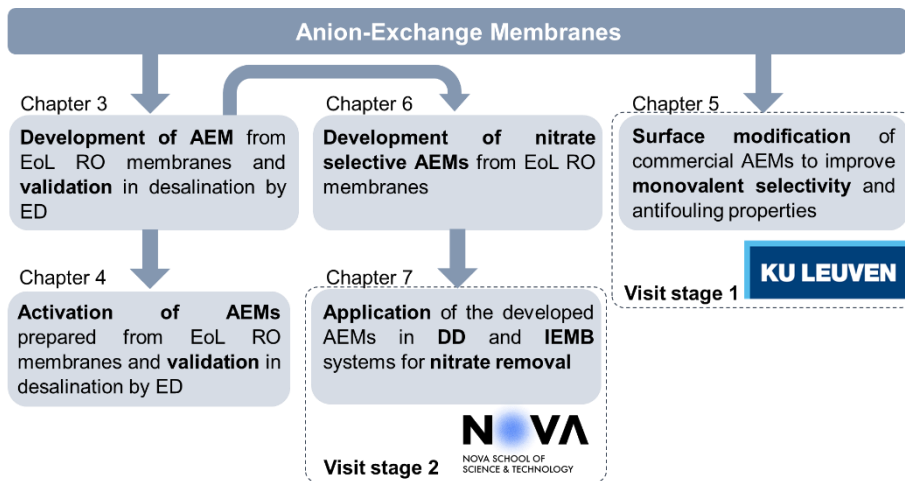 Anion-Exchange Membranes
Chapter 3
Development of AEM from
EoL RO membranes and
validation in desalination by
ED
Chapter 6
Development of nitrate
selective AEMs from EoL RO
membranes
Chapter 5
Surface modification of
commercial AEMs to improve
monovalent selectivity and
antifouling properties
KU LEUVEN
Visit stage 1
Chapter 4
Activation of AEMs
prepared from EoL RO
membranes and validation in
desalination by ED
Chapter 7
Application of the developed
AEMs in DD and IEMB
systems for nitrate removal
Visit stage 2
NOVA
NOVA SCHOOL OF
SCIENCE & TECHNOLOGY